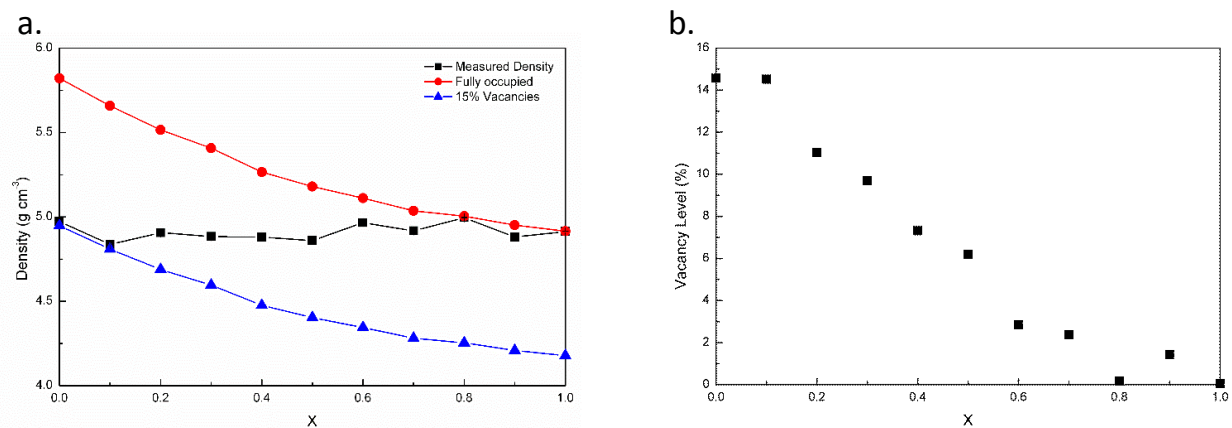 a.
6.0
5.5
5.0
4.5
4.0
Density (g cm⁻³)
0.0 0.2 0.4 0.6 0.8 1.0
X
Measured Density
Fully occupied
15% Vacancies
b.
16
14
12
10
8
6
4
2
0
Vacancy Level (%)
0.0 0.2 0.4 0.6 0.8 1.0
X